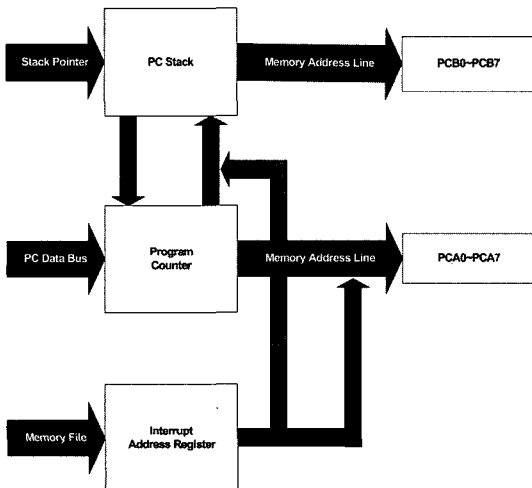 Stack Pointer
PC Stack
Memory Address Line
PCB0~PCB7
PC Data Bus
Program
Counter
Memory Address Line
PCA0~PCA7
Memory File
Interrupt
Address Register